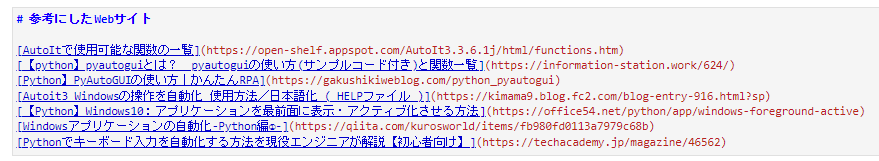 # 参考にしたWebサイト
[AutoItで使用可能な関数の一覧](https://open-shelf.appspot.com/AutoIt3.3.6.1j/html/functions.htm)
[【python】pyautoguiとは？　pyautoguiの使い方(サンプルコード付き)と関数一覧](https://information-station.work/624/)
[Python】PyAutoGUIの使い方｜かんたんRPA](https://gakushikiweblog.com/python_pyautogui)
[Autoit3 Windowsの操作を自動化 使用方法／日本語化 ( HELPファイル )](https://kimama9.blog.fc2.com/blog-entry-916.html?sp)
[【Python】Windows10：アプリケーションを最前面に表示・アクティブ化させる方法](https://office54.net/python/app/windows-foreground-active)
[Windowsアプリケーションの自動化-Python編①-](https://qiita.com/kurosworld/items/fb980fd0113a7979c68b)
[Pythonでキーボード入力を自動化する方法を現役エンジニアが解説【初心者向け】](https://techacademy.jp/magazine/46562)